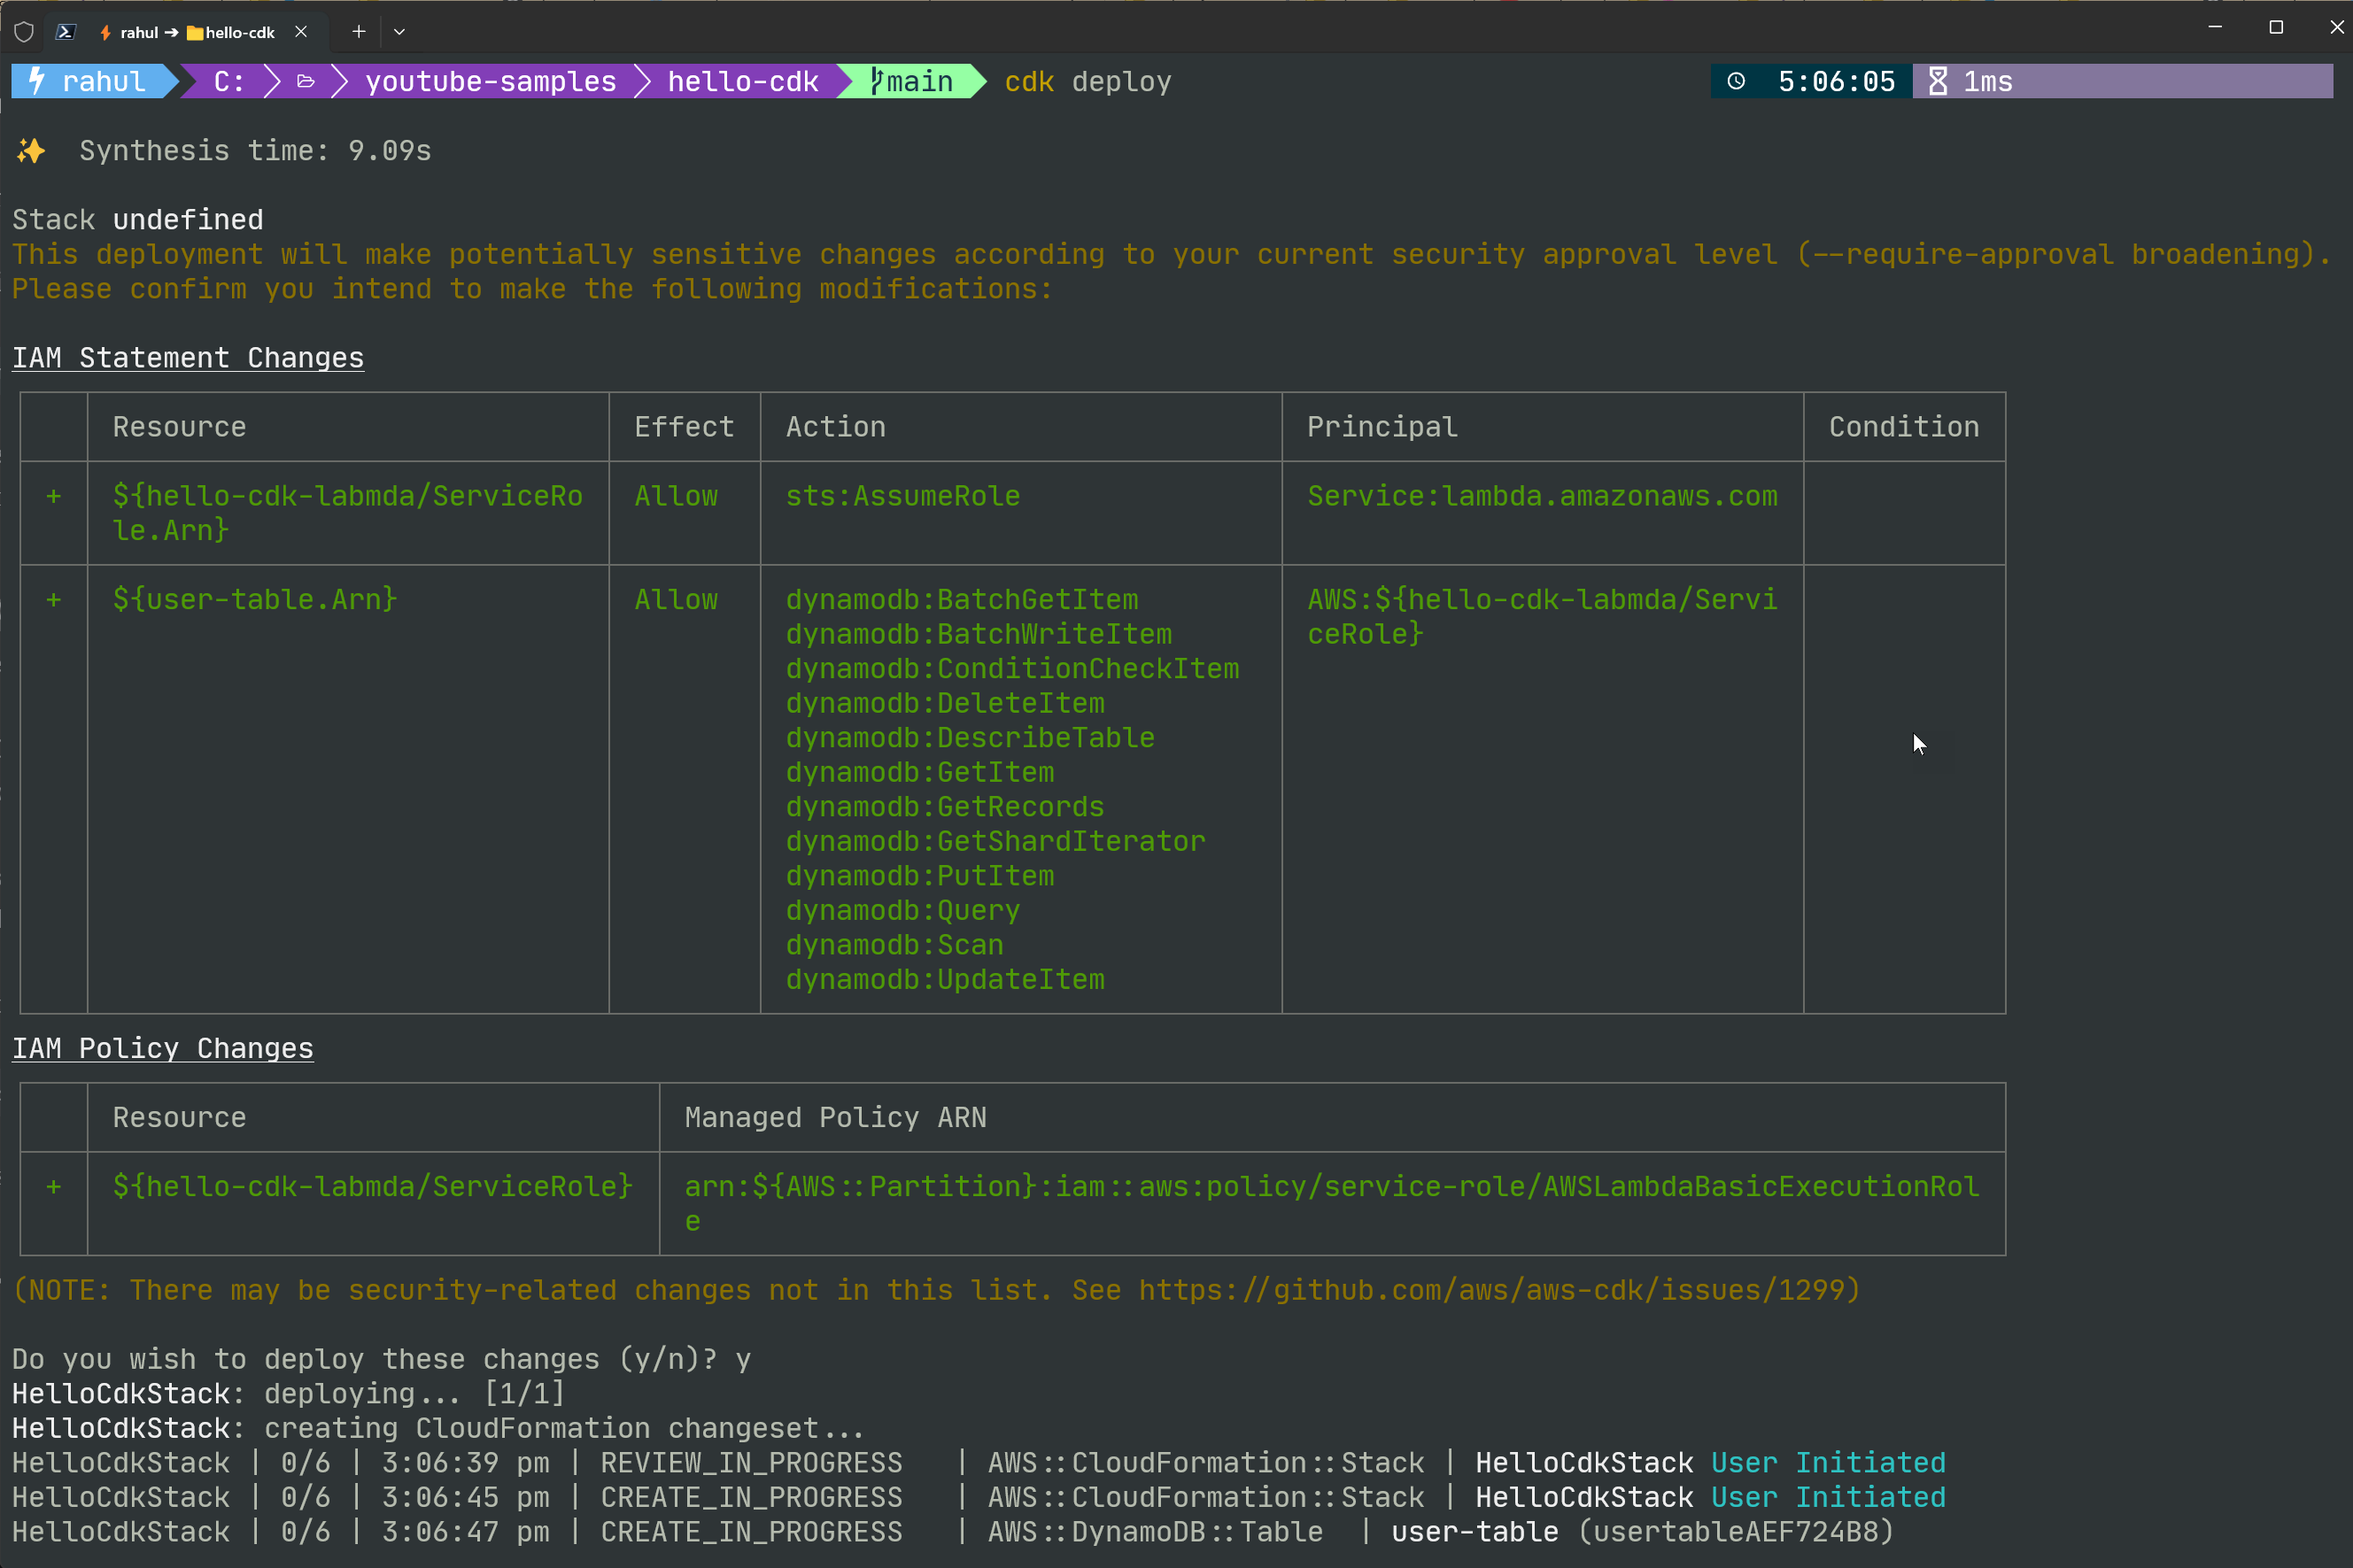 rahul → hello-cdk
rahul C: youtube-samples hello-cdk main cdk deploy 5:06:05 1ms
✨ Synthesis time: 9.09s
Stack undefined
This deployment will make potentially sensitive changes according to your current security approval level (--require-approval broadening).
Please confirm you intend to make the following modifications:
IAM Statement Changes
Resource Effect Action Principal Condition
+ ${hello-cdk-labmda/ServiceRo Allow sts:AssumeRole Service:lambda.amazonaws.com
le.Arn}
+ ${user-table.Arn} Allow dynamodb:BatchGetItem AWS:${hello-cdk-labmda/Servi
dynamodb:BatchWriteItem ceRole}
dynamodb:ConditionCheckItem
dynamodb:DeleteItem
dynamodb:DescribeTable
dynamodb:GetItem
dynamodb:GetRecords
dynamodb:GetShardIterator
dynamodb:PutItem
dynamodb:Query
dynamodb:Scan
dynamodb:UpdateItem
IAM Policy Changes
Resource Managed Policy ARN
+ ${hello-cdk-labmda/ServiceRole} arn:${AWS::Partition}:iam::aws:policy/service-role/AWSLambdaBasicExecutionRol
e
(NOTE: There may be security-related changes not in this list. See https://github.com/aws/aws-cdk/issues/1299)
Do you wish to deploy these changes (y/n)? y
HelloCdkStack: deploying... [1/1]
HelloCdkStack: creating CloudFormation changeset...
HelloCdkStack | 0/6 | 3:06:39 pm | REVIEW_IN_PROGRESS | AWS::CloudFormation::Stack | HelloCdkStack User Initiated
HelloCdkStack | 0/6 | 3:06:45 pm | CREATE_IN_PROGRESS | AWS::CloudFormation::Stack | HelloCdkStack User Initiated
HelloCdkStack | 0/6 | 3:06:47 pm | CREATE_IN_PROGRESS | AWS::DynamoDB::Table | user-table (usertableAEF724B8)